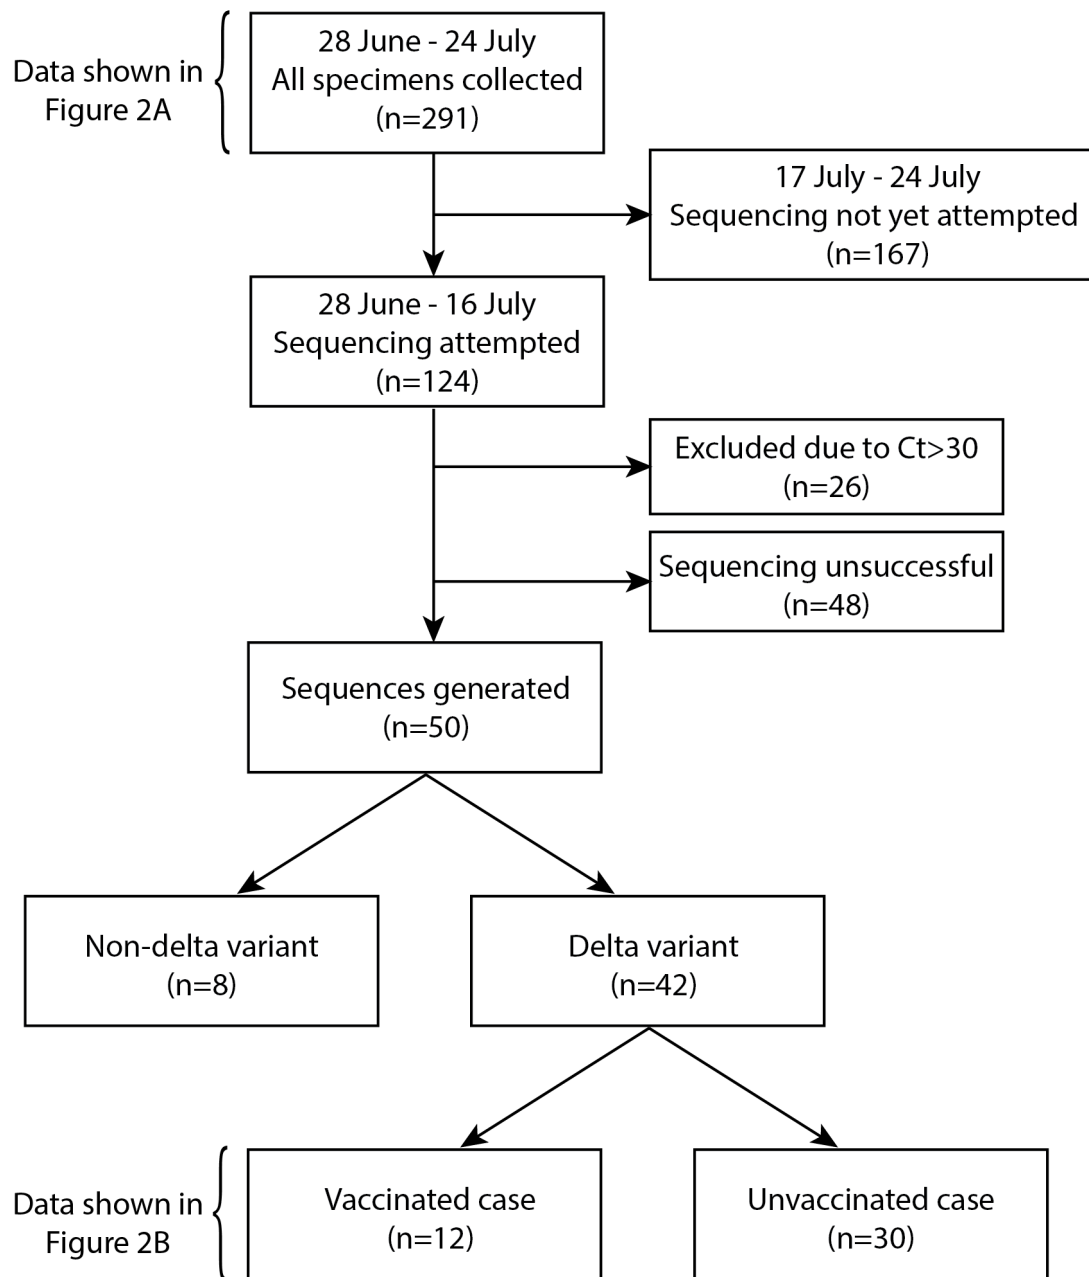 Data shown in
Figure 2A
28 June - 24 July
All specimens collected
(n=291)
17 July - 24 July
Sequencing not yet attempted
(n=167)
28 June - 16 July
Sequencing attempted
(n=124)
Excluded due to Ct>30
(n=26)
Sequencing unsuccessful
(n=48)
Sequences generated
(n=50)
Non-delta variant
(n=8)
Delta variant
(n=42)
Data shown in
Figure 2B
Vaccinated case
(n=12)
Unvaccinated case
(n=30)